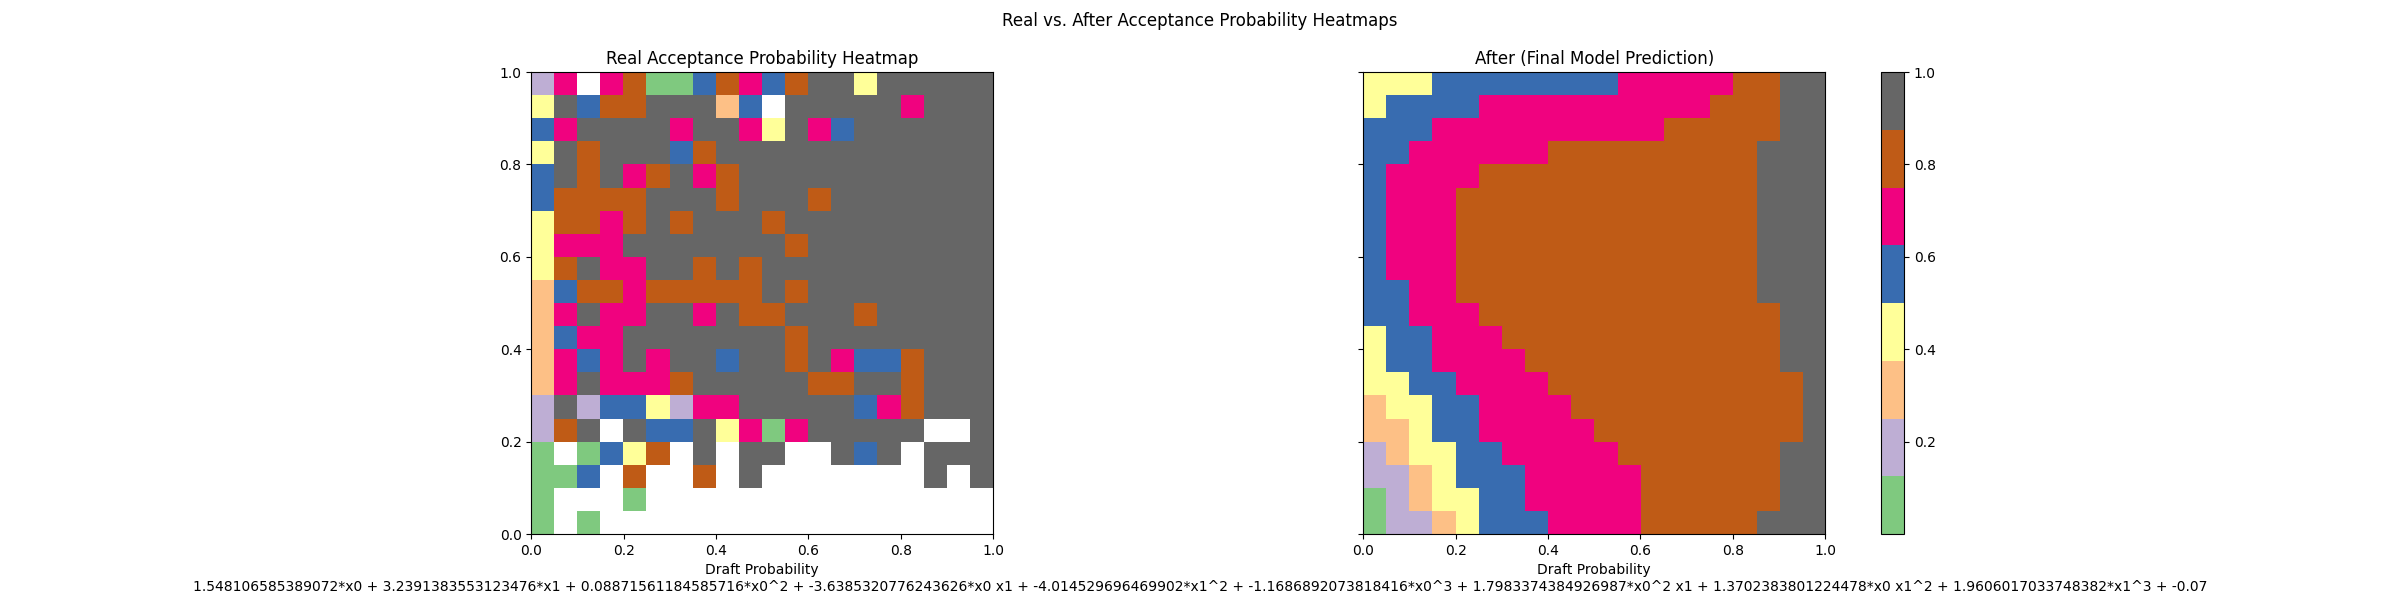 Real vs. After Acceptance Probability Heatmaps
Real Acceptance Probability Heatmap
After (Final Model Prediction)
1.0
0.8
0.6
0.4
0.2
0.0
0.0 0.2 0.4 0.6 0.8 1.0
Draft Probability
0.0 0.2 0.4 0.6 0.8 1.0
Draft Probability
1.0
0.8
0.6
0.4
0.2
1.548106585389072*x0 + 3.2391383553123476*x1 + 0.08871561184585716*x0^2 + -3.6385320776243626*x0 x1 + -4.014529696469902*x1^2 + -1.1686892073818416*x0^3 + 1.7983374384926987*x0^2 x1 + 1.3702383801224478*x0 x1^2 + 1.9606017033748382*x1^3 + -0.07